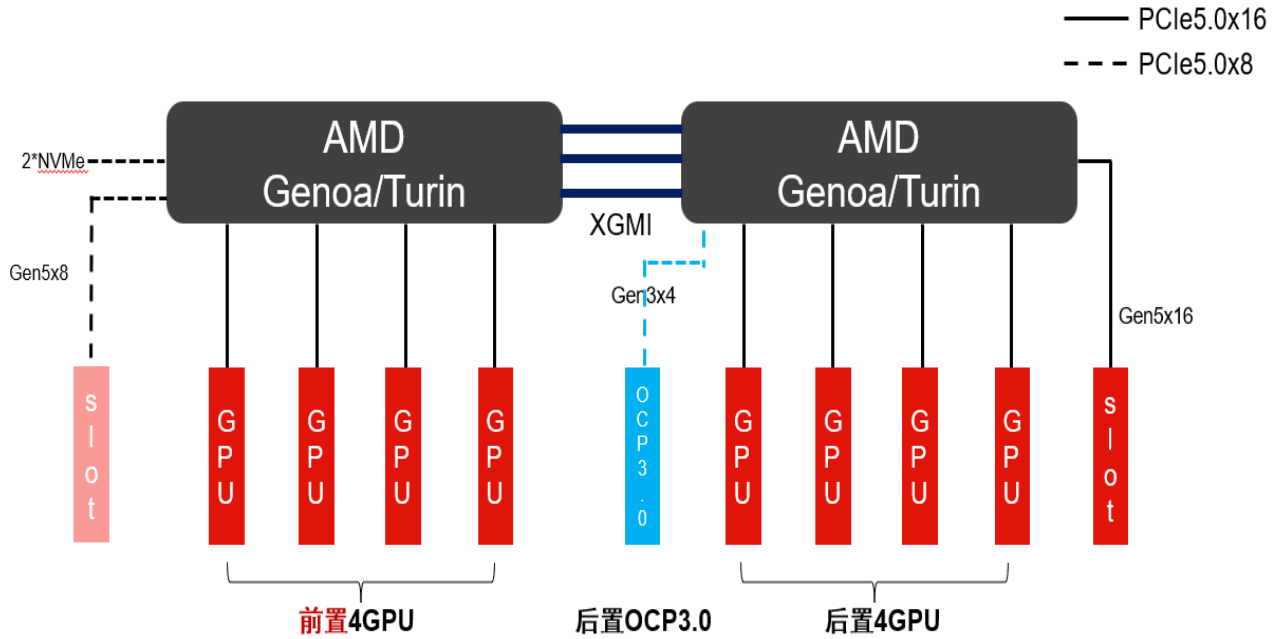 PCIe5.0x16
PCIe5.0x8
AMD
Genoa/Turin
AMD
Genoa/Turin
2*NVMe
XGMI
Gen5x8
Gen3x4
Gen5x16
slot
GPU
GPU
GPU
GPU
OCP3.0
GPU
GPU
GPU
GPU
slot
前置4GPU
后置OCP3.0
后置4GPU